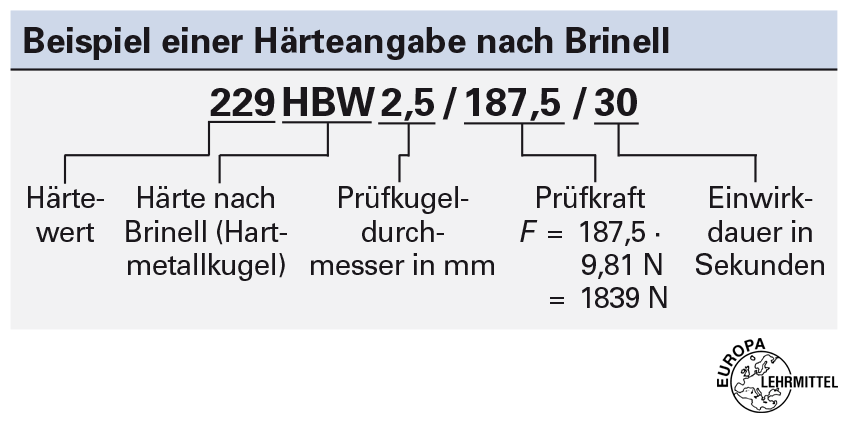 Beispiel einer Härteangabe nach Brinell
229 HBW 2,5 / 187,5 / 30
Härte-
wert
Härte nach
Brinell (Hart-
metallkugel)
Prüfkugel-
durch-
messer in mm
Prüfkraft
F = 187,5 ·
9,81 N
= 1839 N
Einwirk-
dauer in
Sekunden
EUROPA
LEHRMITTEL